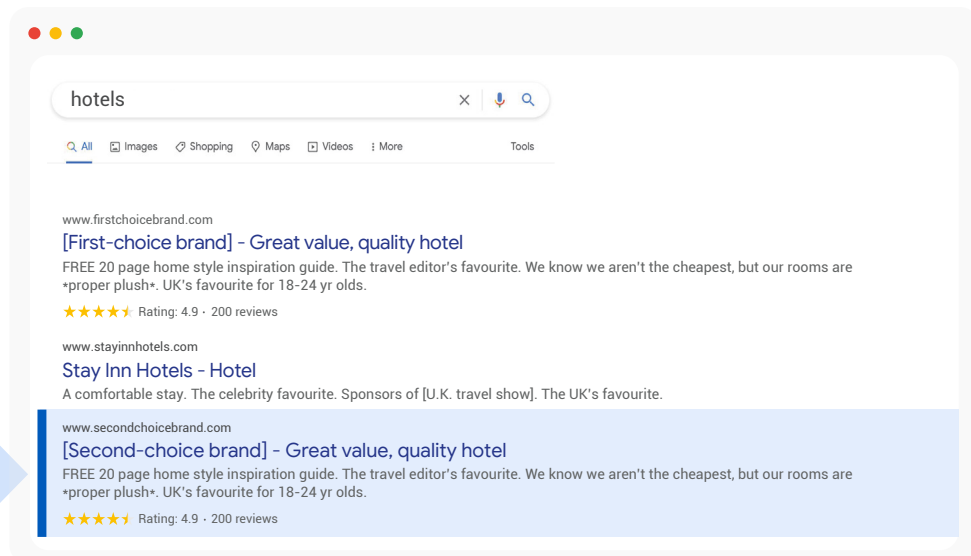 hotels
All Images Shopping Maps Videos More Tools
www.firstchoicebrand.com
[First-choice brand] - Great value, quality hotel
FREE 20 page home style inspiration guide. The travel editor's favourite. We know we aren't the cheapest, but our rooms are
*proper plush*. UK's favourite for 18-24 yr olds.
Rating: 4.9 · 200 reviews
www.stayinnhotels.com
Stay Inn Hotels - Hotel
A comfortable stay. The celebrity favourite. Sponsors of [U.K. travel show]. The UK's favourite.
www.secondchoicebrand.com
[Second-choice brand] - Great value, quality hotel
FREE 20 page home style inspiration guide. The travel editor's favourite. We know we aren't the cheapest, but our rooms are
*proper plush*. UK's favourite for 18-24 yr olds.
Rating: 4.9 · 200 reviews